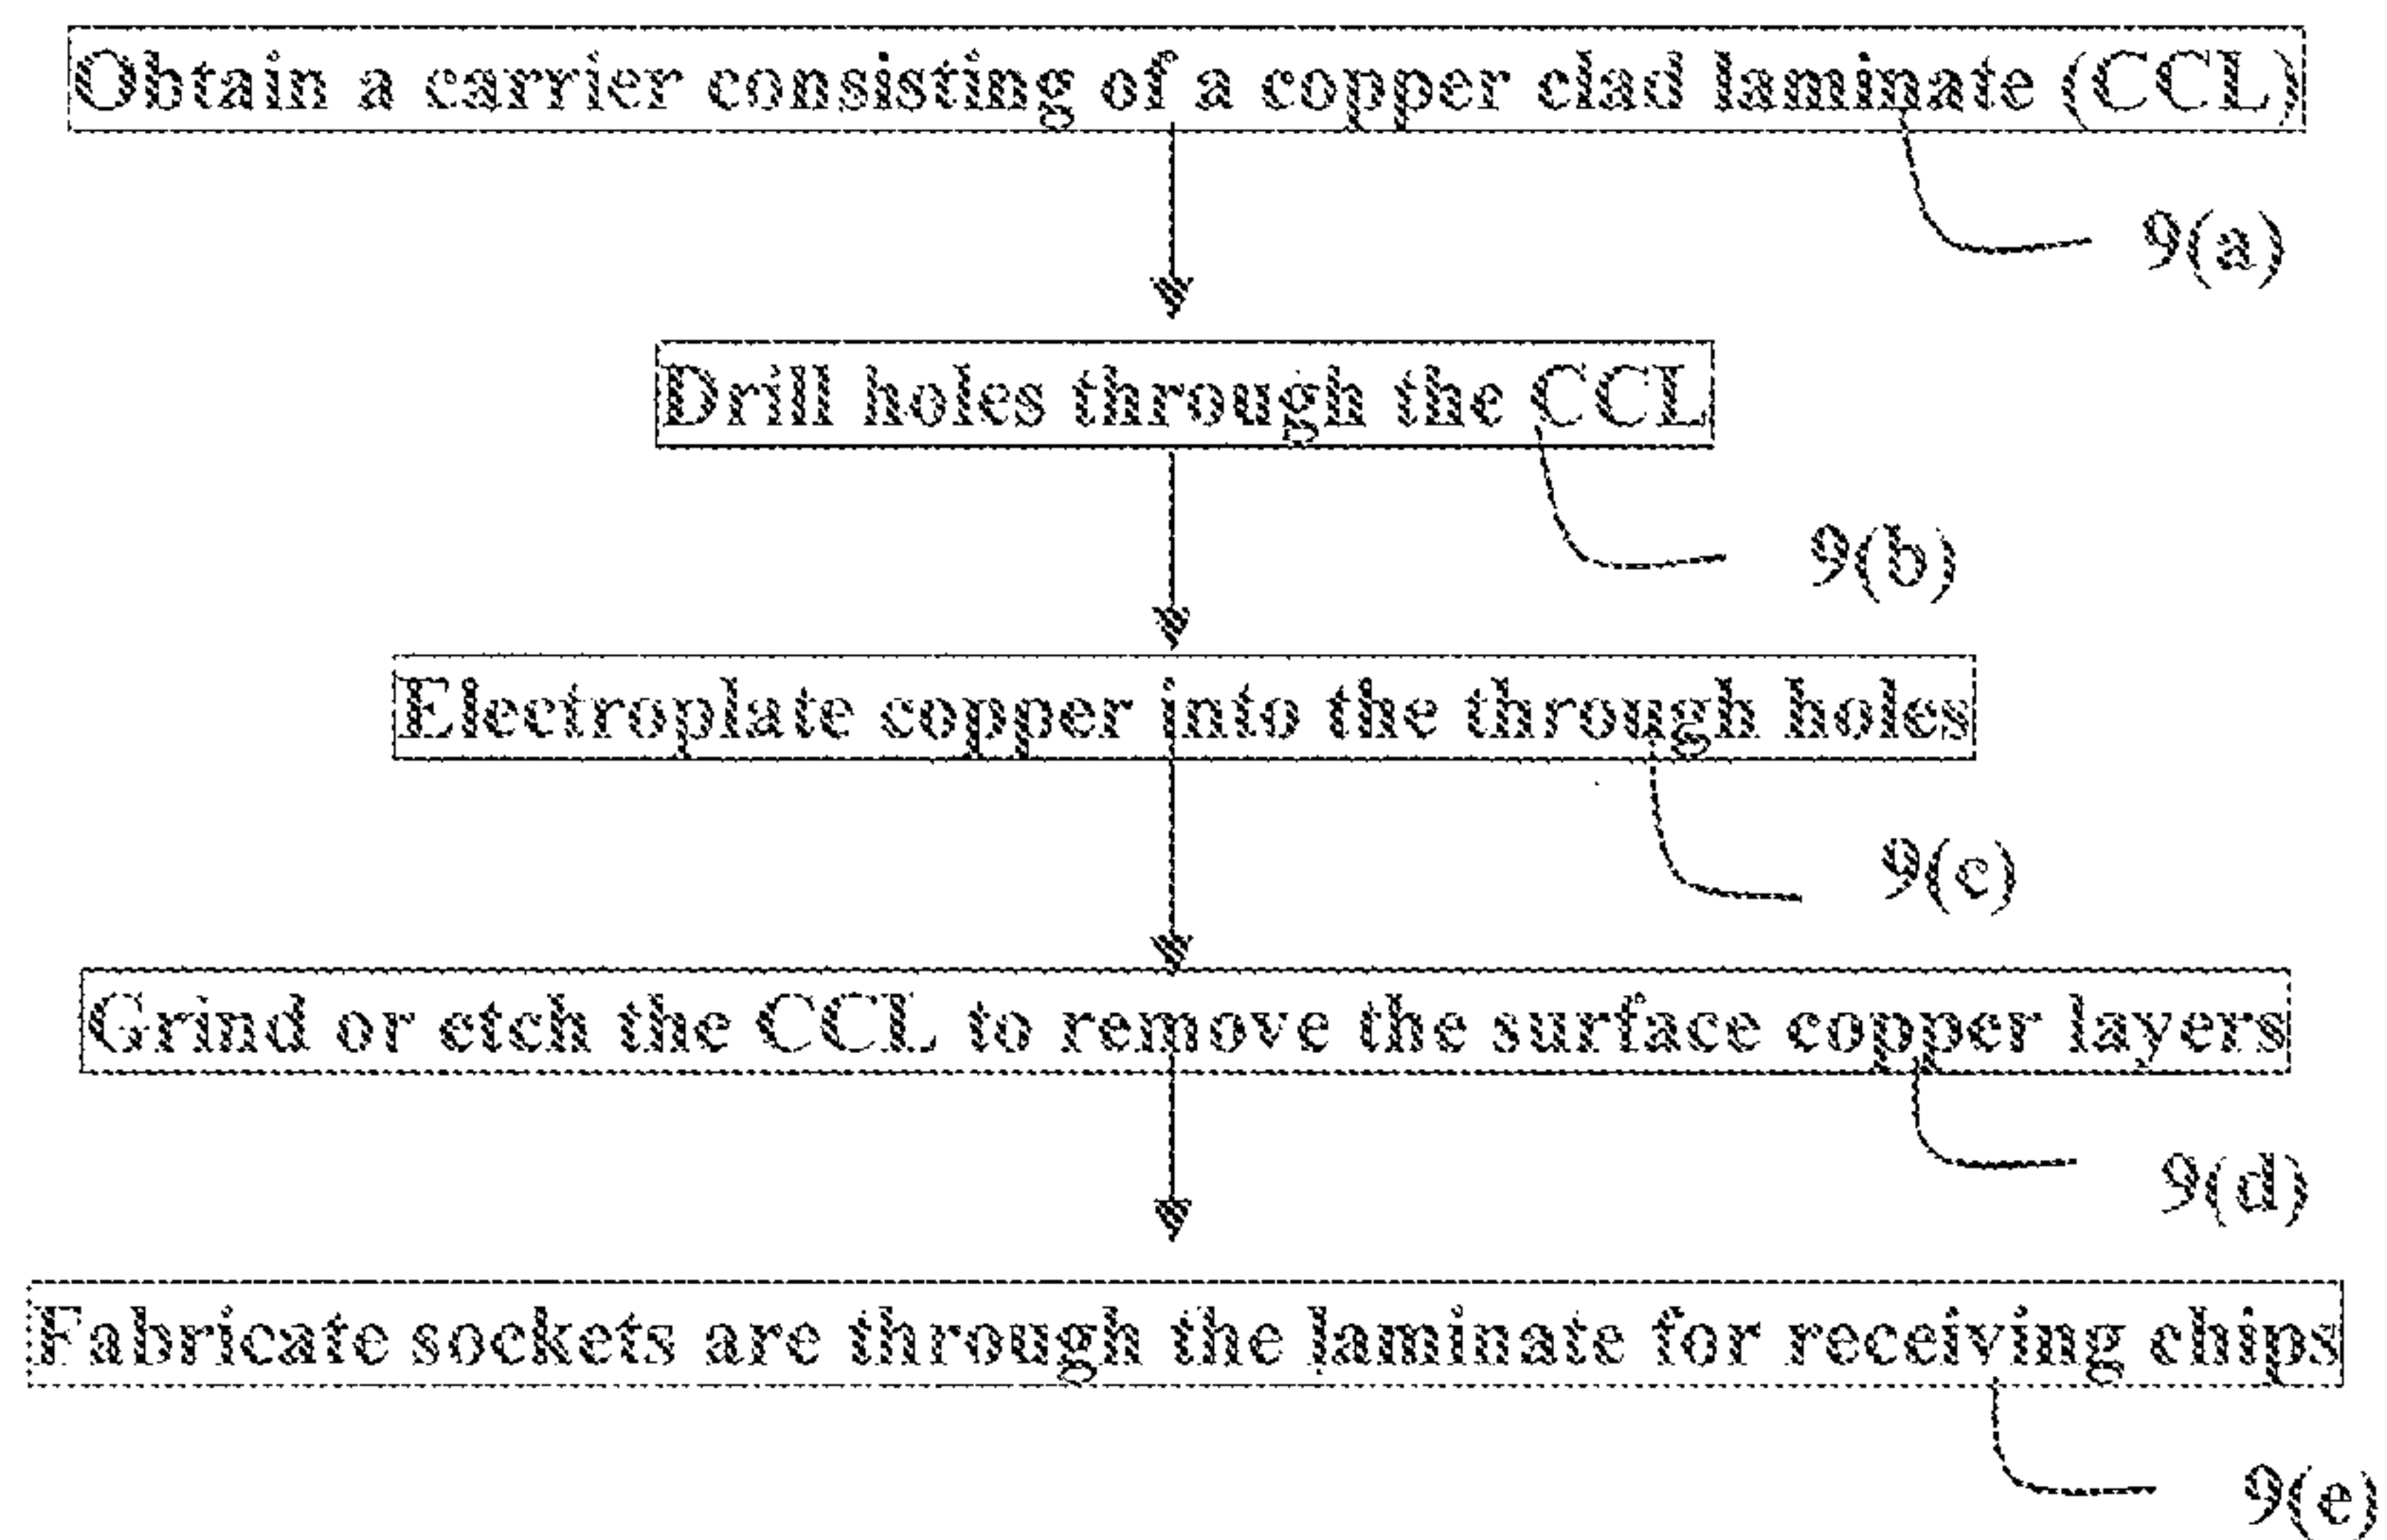 Obtain a carrier consisting of a copper clad laminate (CCL)
9(a)
Drill holes through the CCL
9(b)
Electroplate copper into the through holes
9(c)
Grind or etch the CCL to remove the surface copper layers
9(d)
Fabricate sockets are through the laminate for receiving chips
9(e)